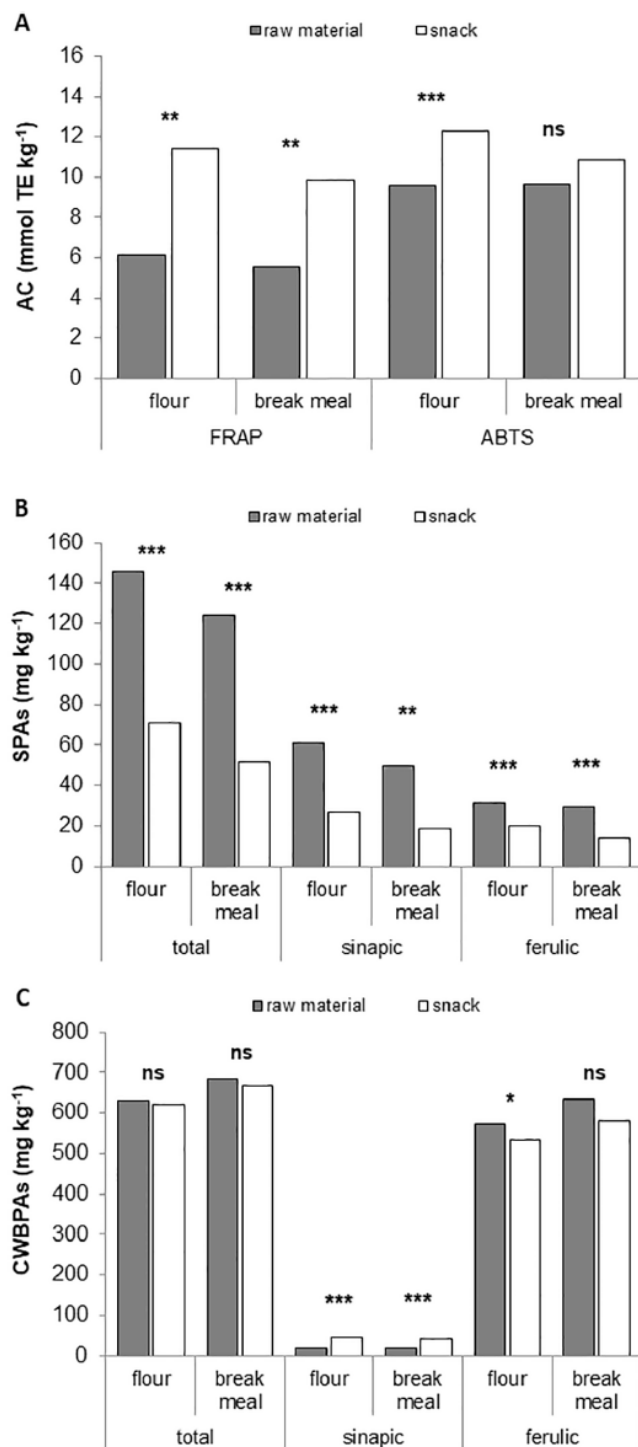 A
raw material snack
AC (mmol TE kg⁻¹)
16
14
12
10
8
6
4
2
0
** ** *** ns
flour break meal flour break meal
FRAP ABTS
B
raw material snack
SPAs (mg kg⁻¹)
160
140
120
100
80
60
40
20
0
*** *** *** ** *** ***
flour break flour break flour break
meal meal meal
total sinapic ferulic
C
raw material snack
CWBPAs (mg kg⁻¹)
800
700
600
500
400
300
200
100
0
ns ns *** *** * ns
flour break flour break flour break
meal meal meal
total sinapic ferulic